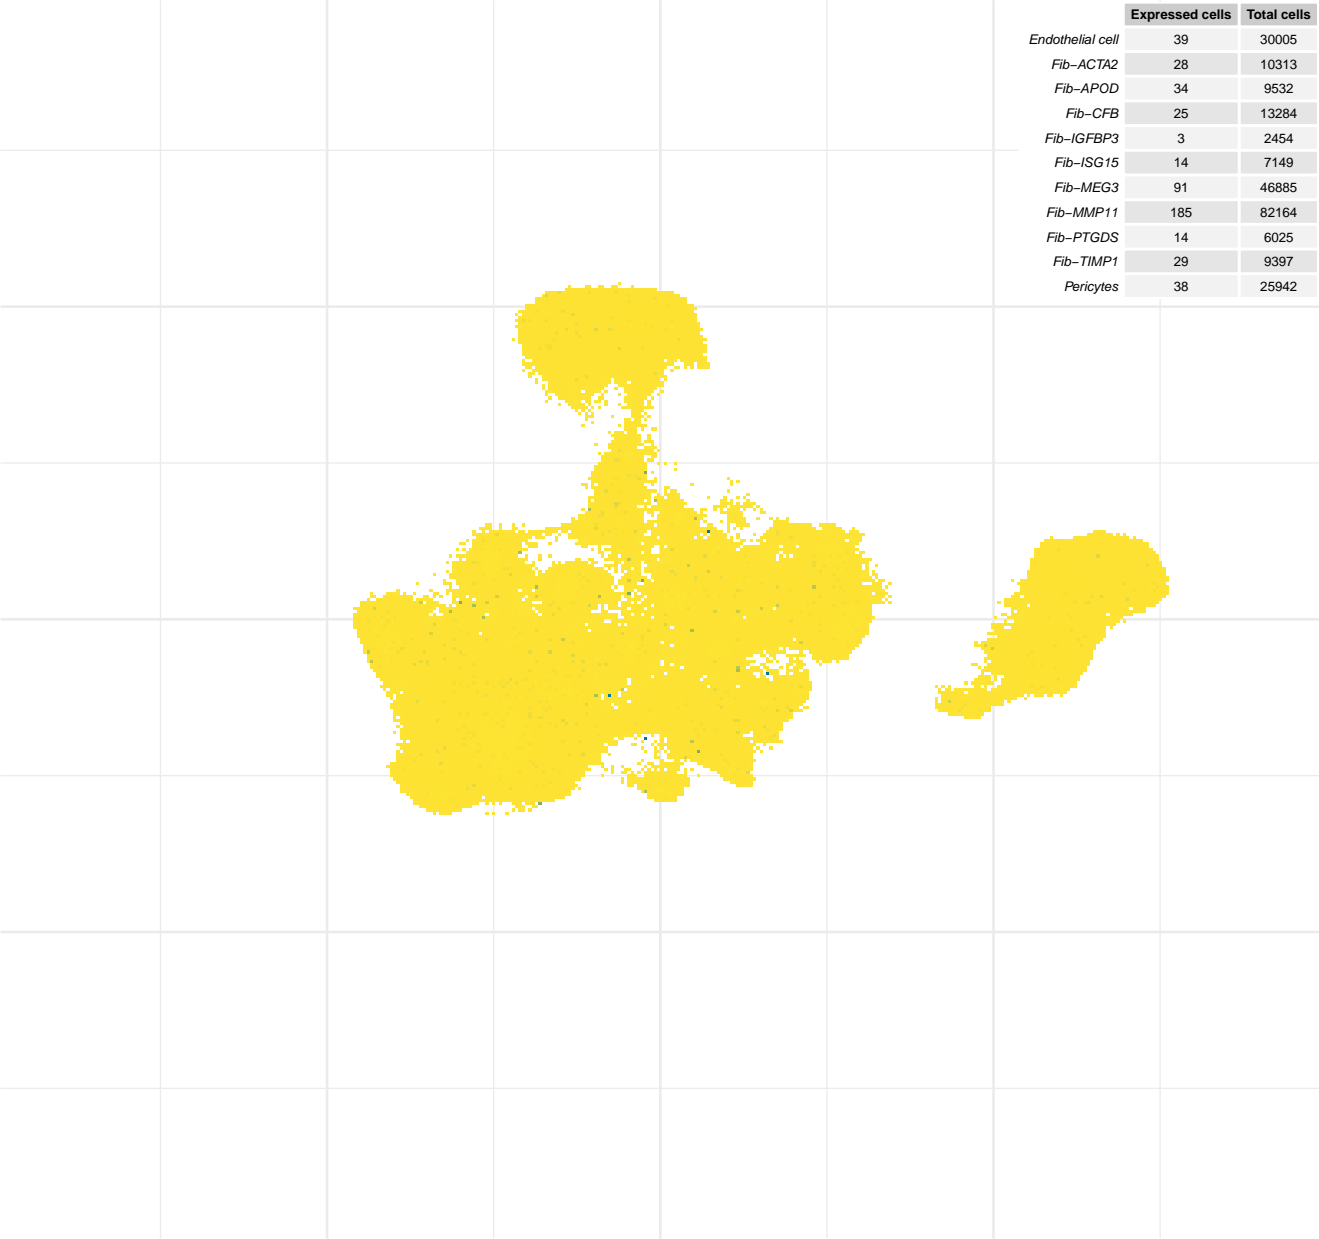 Expressed cells Total cells
Endothelial cell 39 30005
Fib−ACTA2 28 10313
Fib−APOD 34 9532
Fib−CFB 25 13284
Fib−IGFBP3 3 2454
Fib−ISG15 14 7149
Fib−MEG3 91 46885
Fib−MMP11 185 82164
Fib−PTGDS 14 6025
Fib−TIMP1 29 9397
Pericytes 38 25942